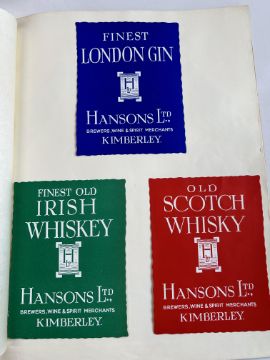 FINEST
LONDON GIN
H
HANSONS LTD
BREWERS, WINE & SPIRIT MERCHANTS
KIMBERLEY.
FINEST OLD
IRISH
WHISKEY
H
HANSONS LTD.,
BREWERS, WINE & SPIRIT MERCHANTS
KIMBERLEY.
OLD
SCOTCH
WHISKY
H
HANSONS LTD.,
BREWERS, WINE & SPIRIT MERCHANTS
KIMBERLEY.